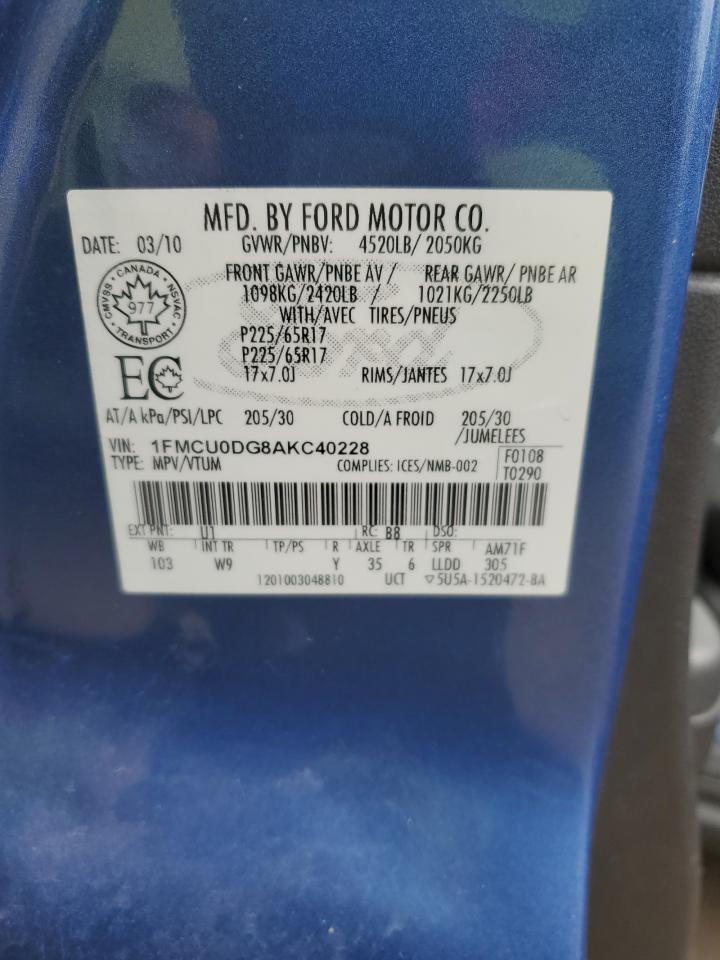 MFD. BY FORD MOTOR CO.
DATE: 03/10 GVWR/PNBV: 4520LB/ 2050KG
FRONT GAWR/PNBE AV / REAR GAWR/ PNBE AR
1098KG/2420LB / 1021KG/2250LB
WITH/AVEC TIRES/PNEUS
CANADA
CMVSS NSVAC
977
TRANSPORT
P225/65R17
P225/65R17
EC
17x7.0J RIMS/JANTES 17x7.0J
AT/A kPa/PSI/LPC 205/30 COLD/A FROID 205/30
/JUMELEES
VIN: 1FMCU0DG8AKC40228 F0108
TYPE: MPV/VTUM COMPLIES: ICES/NMB-002 T0290
EXT PNT: U1 RC: B8 DSO:
WB INT TR TP/PS R AXLE TR SPR AM71F
103 W9 Y 35 6 LLDD 305
1201003048810 UCT ▽5U5A-1520472-BA